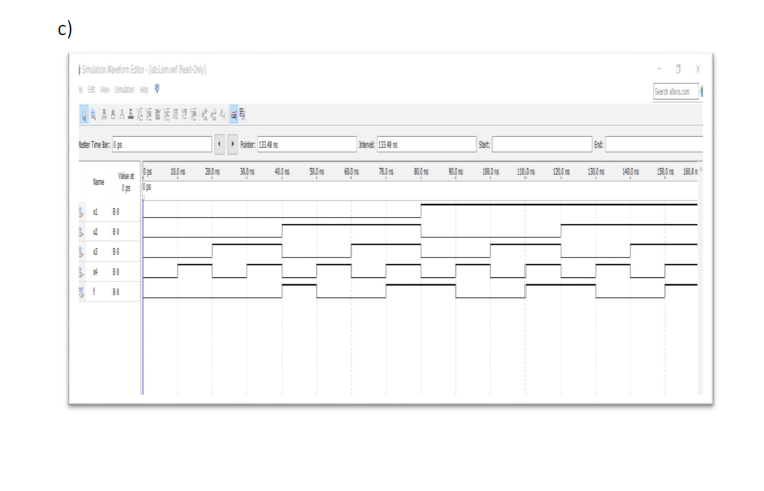 c)
Simulation Waveform Editor - [lab3.sim.vwf (Read-Only)]
Edit View Simulation Help
Search altera.com
Master Time Bar: 0 ps Pointer: 133.48 ns Interval: 133.48 ns Start: End:
Name Value at 0 ps
0 ps 10.0 ns 20.0 ns 30.0 ns 40.0 ns 50.0 ns 60.0 ns 70.0 ns 80.0 ns 90.0 ns 100.0 ns 110.0 ns 120.0 ns 130.0 ns 140.0 ns 150.0 ns 160.0 n
0 ps
x1 B 0
x2 B 0
x3 B 0
x4 B 0
f B 0